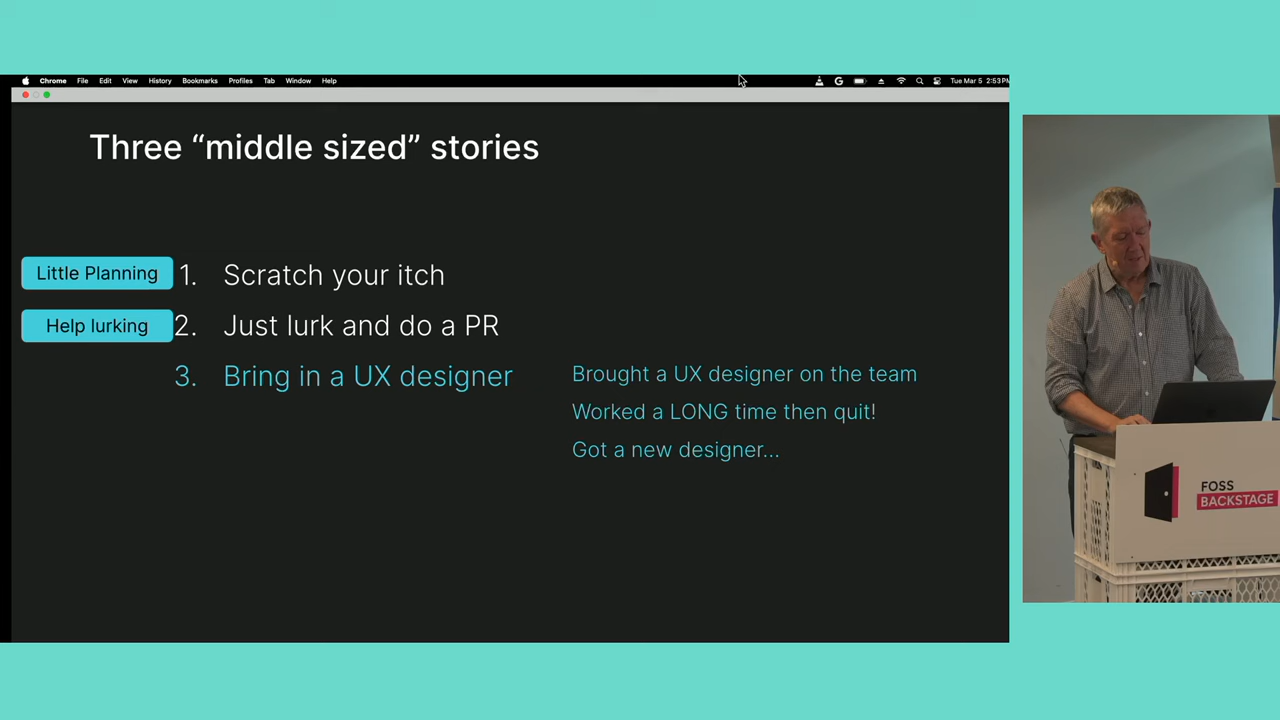 Chrome File Edit View History Bookmarks Profiles Tab Window Help
Tue Mar 5 2:53PM
Three “middle sized” stories
Little Planning 1. Scratch your itch
Help lurking 2. Just lurk and do a PR
3. Bring in a UX designer
Brought a UX designer on the team
Worked a LONG time then quit!
Got a new designer...
FOSS
BACKSTAGE